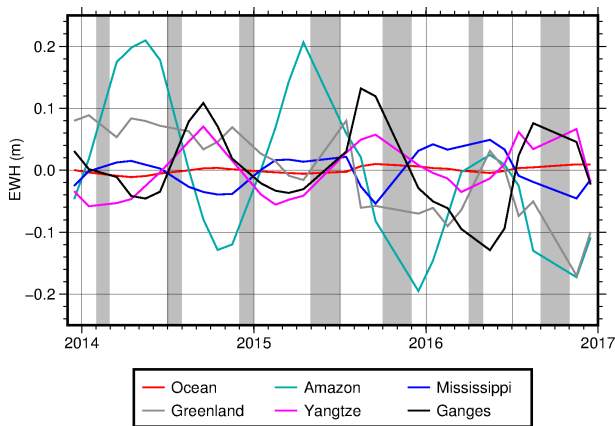 0.2
0.1
0.0
−0.1
−0.2
EWH (m)
2014 2015 2016 2017
Ocean Amazon Mississippi
Greenland Yangtze Ganges